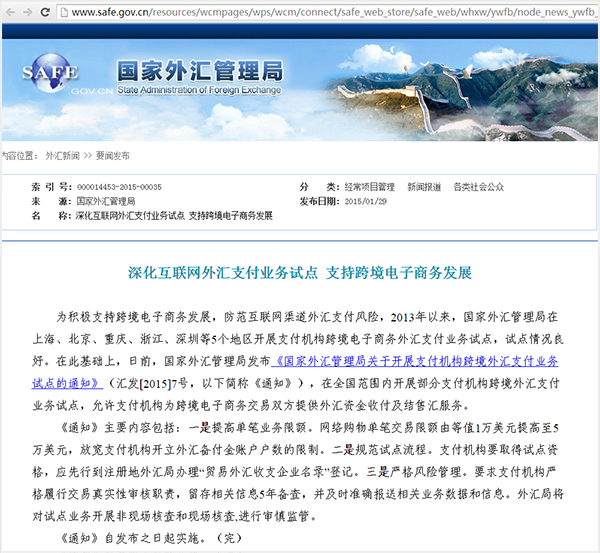 www.safe.gov.cn/resources/wcmpages/wps/wcm/connect/safe_web_store/safe_web/whxw/ywfb/node_news_ywfb_
SAFE
.GOV.CN
国家外汇管理局
State Administration of Foreign Exchange
内容位置： 外汇新闻 >> 要闻发布
索 引 号：000014453-2015-00035 分 类：经常项目管理 新闻报道 各类社会公众
来 源：国家外汇管理局 发布日期：2015/01/29
名 称：深化互联网外汇支付业务试点 支持跨境电子商务发展
深化互联网外汇支付业务试点 支持跨境电子商务发展
为积极支持跨境电子商务发展，防范互联网渠道外汇支付风险，2013年以来，国家外汇管理局在
上海、北京、重庆、浙江、深圳等5个地区开展支付机构跨境电子商务外汇支付业务试点，试点情况良
好。在此基础上，日前，国家外汇管理局发布《国家外汇管理局关于开展支付机构跨境外汇支付业务
试点的通知》（汇发[2015]7号，以下简称《通知》），在全国范围内开展部分支付机构跨境外汇支付
业务试点，允许支付机构为跨境电子商务交易双方提供外汇资金收付及结售汇服务。
《通知》主要内容包括：一是提高单笔业务限额。网络购物单笔交易限额由等值1万美元提高至5
万美元，放宽支付机构开立外汇备付金账户户数的限制。二是规范试点流程。支付机构要取得试点资
格，应先行到注册地外汇局办理“贸易外汇收支企业名录”登记。三是严格风险管理。要求支付机构严
格履行交易真实性审核职责，留存相关信息5年备查，并及时准确报送相关业务数据和信息。外汇局将
对试点业务开展非现场核查和现场核查,进行审慎监管。
《通知》自发布之日起实施。（完）